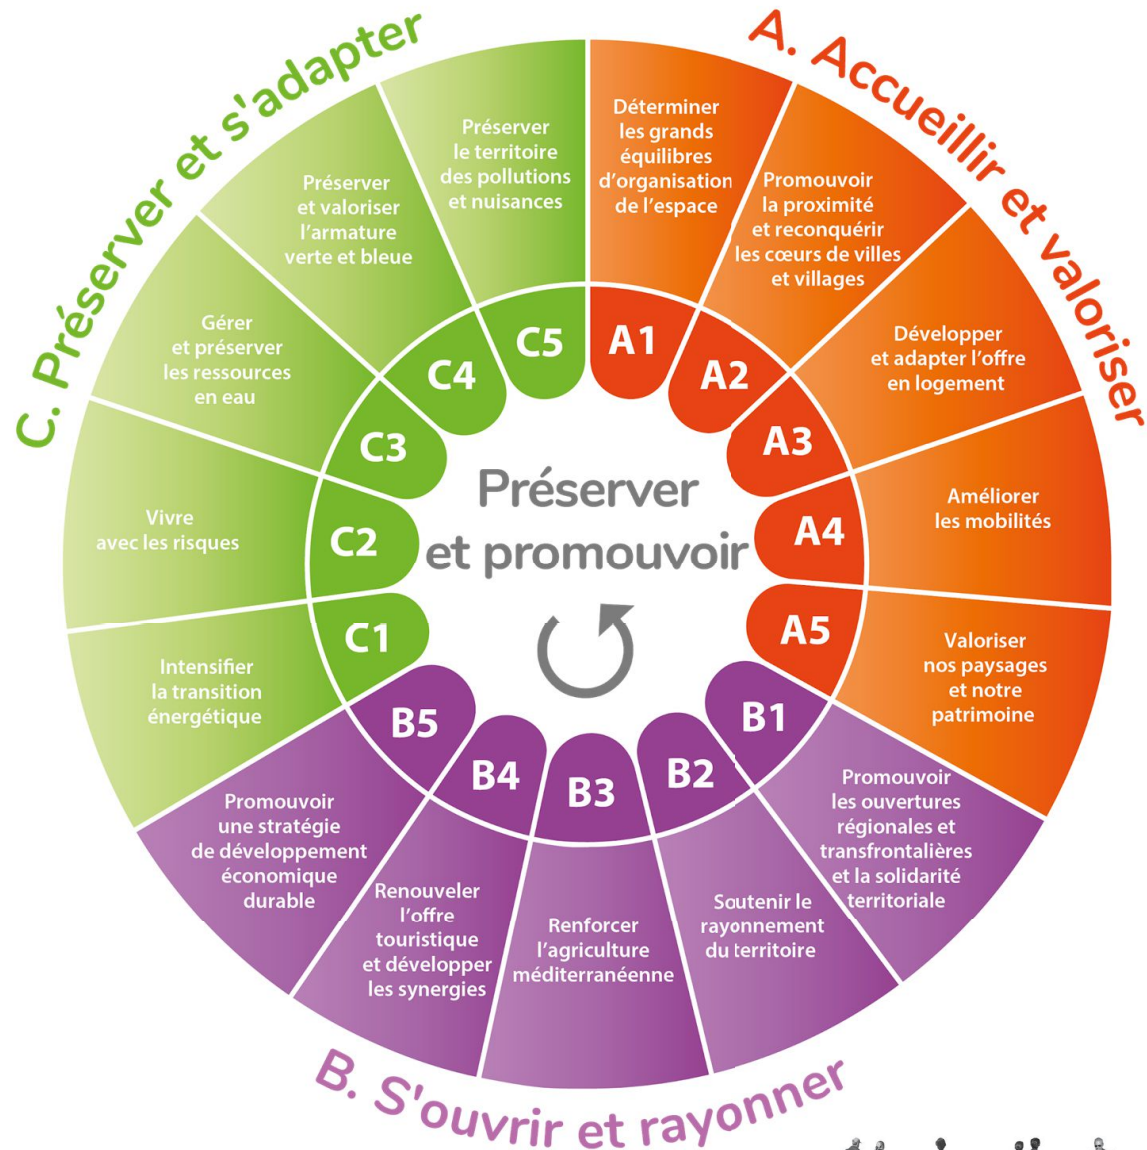 A. Accueillir et valoriser
A1
Déterminer
les grands
équilibres
d'organisation
de l'espace
A2
Promouvoir
la proximité
et reconquérir
les cœurs de villes
et villages
A3
Développer
et adapter l'offre
en logement
A4
Améliorer
les mobilités
A5
Valoriser
nos paysages
et notre
patrimoine
B. S'ouvrir et rayonner
B1
Promouvoir
les ouvertures
régionales et
transfrontalières
et la solidarité
territoriale
B2
Soutenir le
rayonnement
du territoire
B3
Renforcer
l'agriculture
méditerranéenne
B4
Renouveler
l'offre
touristique
et développer
les synergies
B5
Promouvoir
une stratégie
de développement
économique
durable
C. Préserver et s'adapter
C1
Intensifier
la transition
énergétique
C2
Vivre
avec les risques
C3
Gérer
et préserver
les ressources
en eau
C4
Préserver
et valoriser
l'armature
verte et bleue
C5
Préserver
le territoire
des pollutions
et nuisances
Préserver
et promouvoir